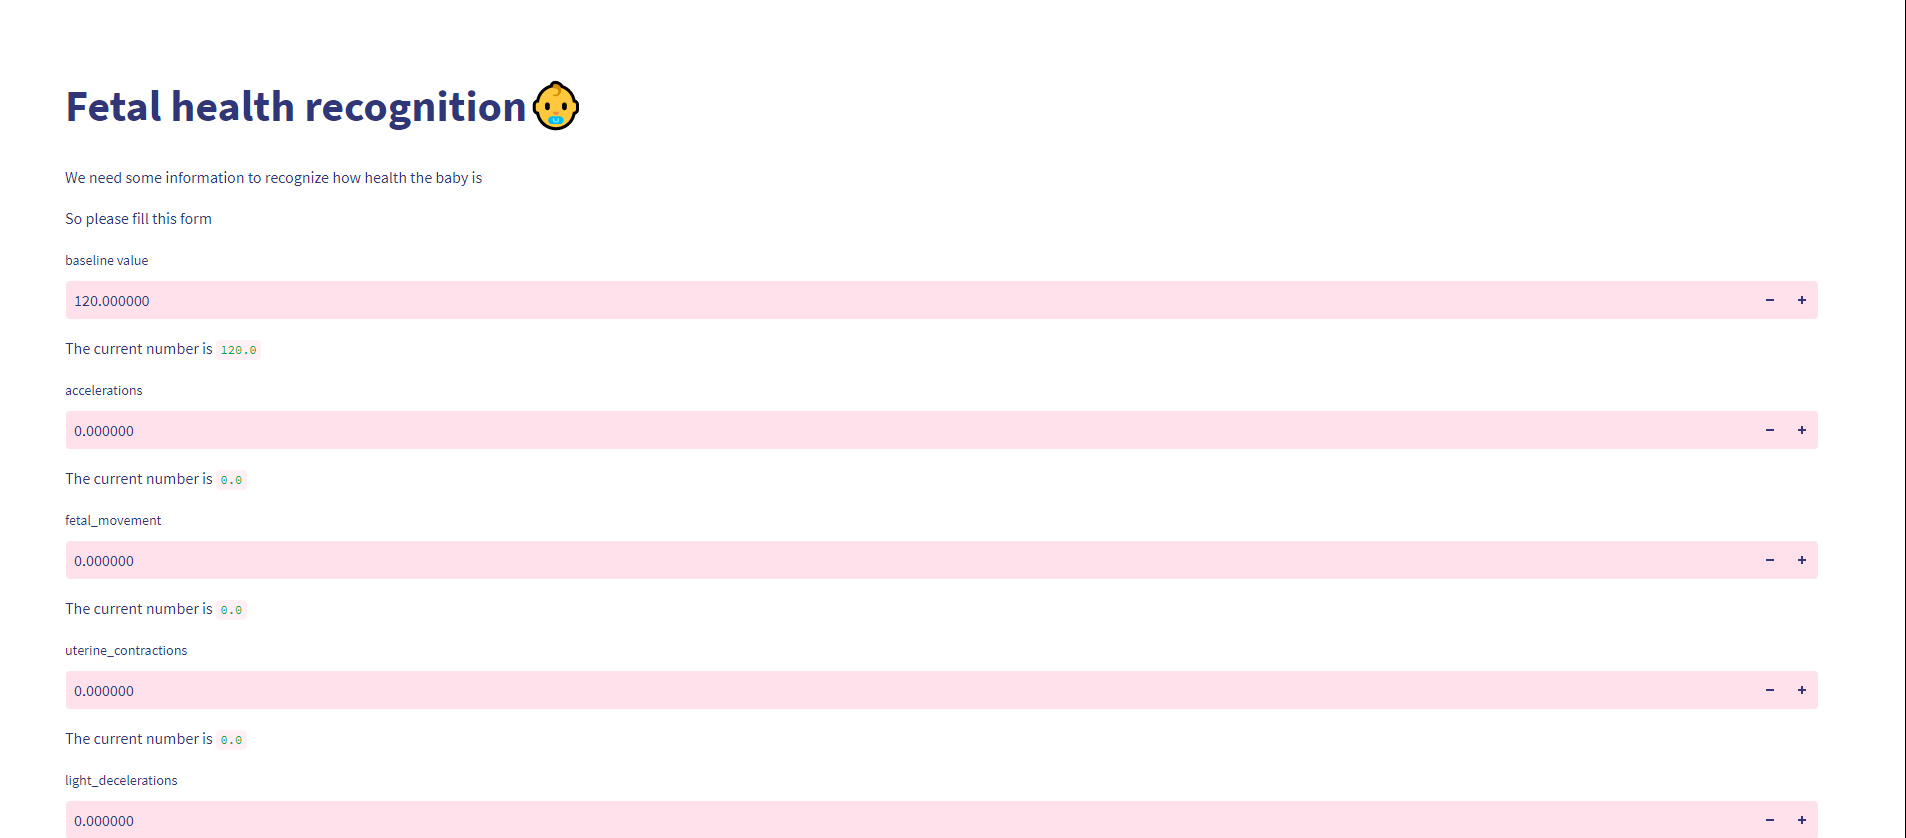 Fetal health recognition
We need some information to recognize how health the baby is
So please fill this form
baseline value
120.000000
The current number is 120.0
accelerations
0.000000
The current number is 0.0
fetal_movement
0.000000
The current number is 0.0
uterine_contractions
0.000000
The current number is 0.0
light_decelerations
0.000000